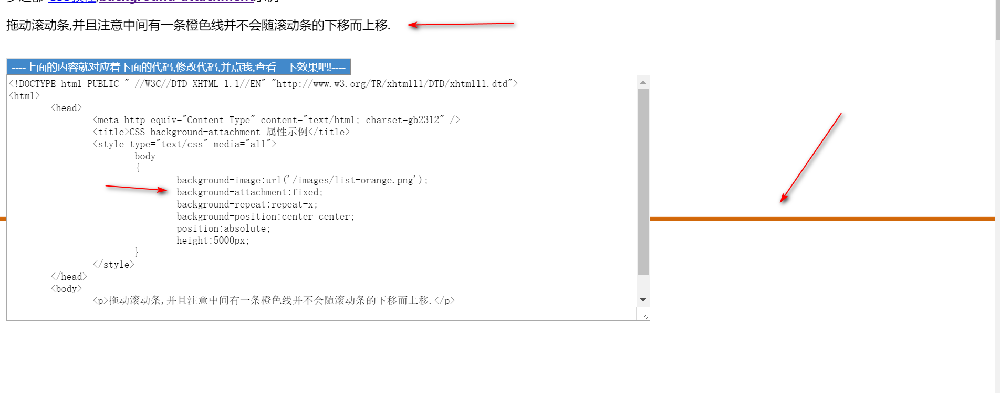 拖动滚动条,并且注意中间有一条橙色线并不会随滚动条的下移而上移.
----上面的内容就对应着下面的代码,修改代码,并点我,查看一下效果吧!----
<!DOCTYPE html PUBLIC "-//W3C//DTD XHTML 1.1//EN" "http://www.w3.org/TR/xhtml11/DTD/xhtml11.dtd">
<html>
<head>
<meta http-equiv="Content-Type" content="text/html; charset=gb2312" />
<title>CSS background-attachment 属性示例</title>
<style type="text/css" media="all">
body
{
background-image:url('/images/list-orange.png');
background-attachment:fixed;
background-repeat:repeat-x;
background-position:center center;
position:absolute;
height:5000px;
}
</style>
</head>
<body>
<p>拖动滚动条,并且注意中间有一条橙色线并不会随滚动条的下移而上移.</p>